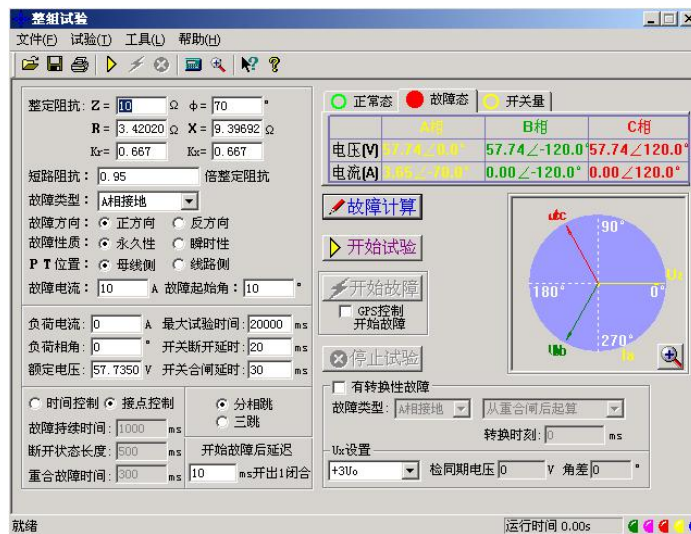 整组试验
文件(F) 试验(T) 工具(L) 帮助(H)
整定阻抗: Z = 10 Ω φ = 70 °
R = 3.42020 Ω X = 9.39692 Ω
Kr= 0.667 Kx= 0.667
短路阻抗: 0.95 倍整定阻抗
故障类型: A相接地
故障方向: 正方向 反方向
故障性质: 永久性 瞬时性
P T位置: 母线侧 线路侧
故障电流: 10 A 故障起始角: 10 °
负荷电流: 0 A 最大试验时间: 20000 ms
负荷相角: 0 ° 开关断开延时: 20 ms
额定电压: 57.7350 V 开关合闸延时: 30 ms
时间控制 接点控制
故障持续时间: 1000 ms
断开状态长度: 500 ms
重合故障时间: 300 ms
分相跳
三跳
开始故障后延迟
10 ms开出1闭合
正常态 故障态 开关量
A相 B相 C相
电压(V) 57.74∠0.0° 57.74∠-120.0° 57.74∠120.0°
电流(A) 3.65∠-70.0° 0.00∠-120.0° 0.00∠120.0°
故障计算
开始试验
开始故障
GPS控制
开始故障
停止试验
90°
180° 0°
270°
有转换性故障
故障类型: A相接地 从重合闸后起算
转换时刻: 0 ms
Ux设置
+3Uo 检同期电压 0 V 角差 0 °
就绪 运行时间 0.00s